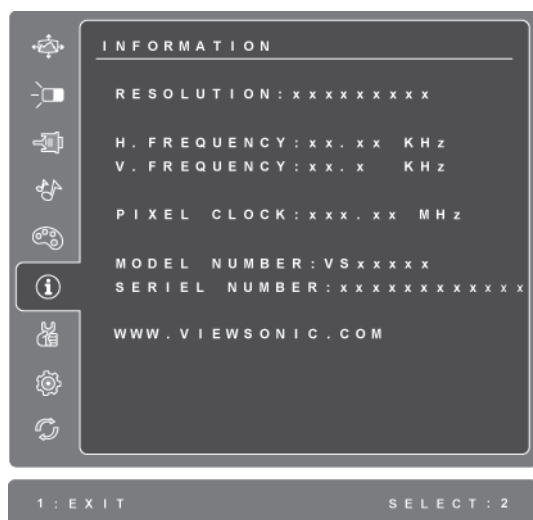 INFORMATION
RESOLUTION:xxxxxxxxx
H. FREQUENCY:xx.xx KHz
V. FREQUENCY:xx.x KHz
PIXEL CLOCK:xxx.xx MHz
MODEL NUMBER:VSxxxxx
SERIEL NUMBER:xxxxxxxxxxxx
WWW.VIEWSONIC.COM
1:EXIT SELECT:2